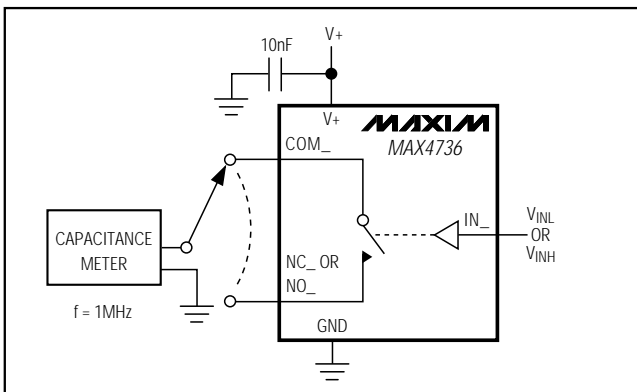 V+
10nF
V+
MAXIM
MAX4736
COM_
IN_
V_INL
OR
V_INH
CAPACITANCE
METER
NC_ OR
NO_
f = 1MHz
GND